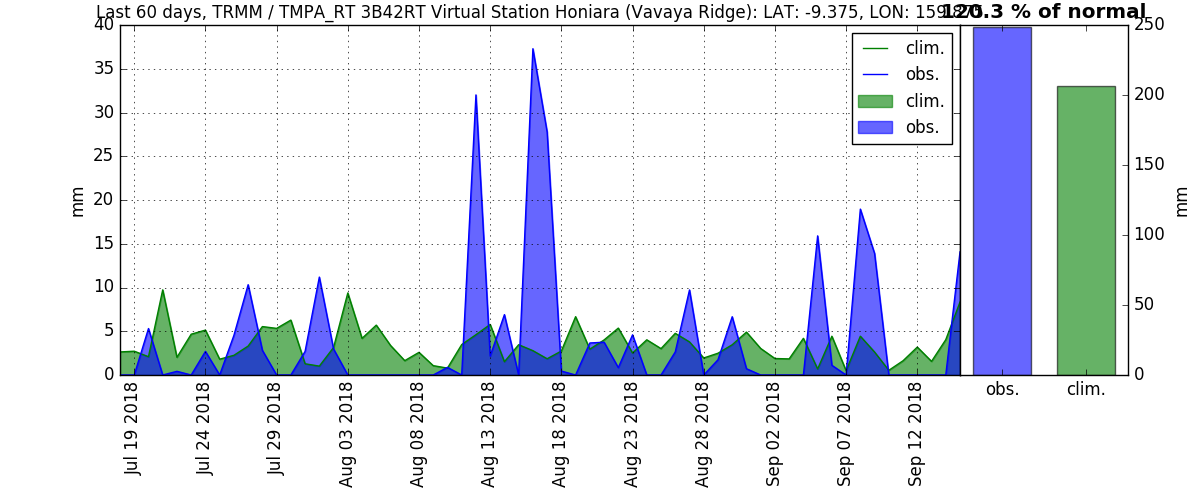 Last 60 days, TRMM / TMPA_RT 3B42RT Virtual Station Honiara (Vavaya Ridge): LAT: -9.375, LON: 159.875
120.3 % of normal
40
35
30
25
20
15
10
5
0
mm
clim.
obs.
clim.
obs.
250
200
150
100
50
0
mm
obs.
clim.
Jul 19 2018
Jul 24 2018
Jul 29 2018
Aug 03 2018
Aug 08 2018
Aug 13 2018
Aug 18 2018
Aug 23 2018
Aug 28 2018
Sep 02 2018
Sep 07 2018
Sep 12 2018